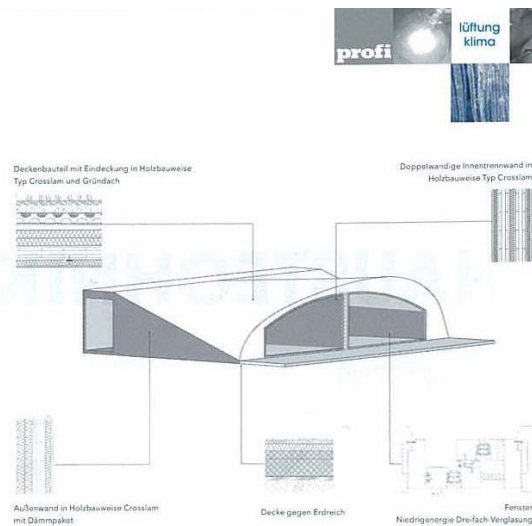 profi
lüftung
klima
Deckenbauteil mit Eindeckung in Holzbauweise
Typ Crosslam und Gründach
Doppelwandige Innentrennwand in
Holzbauweise Typ Crosslam
Außenwand in Holzbauweise Crosslam
mit Dämmpaket
Decke gegen Erdreich
Fenster
Niedrigenergie Dreifach-Verglasung